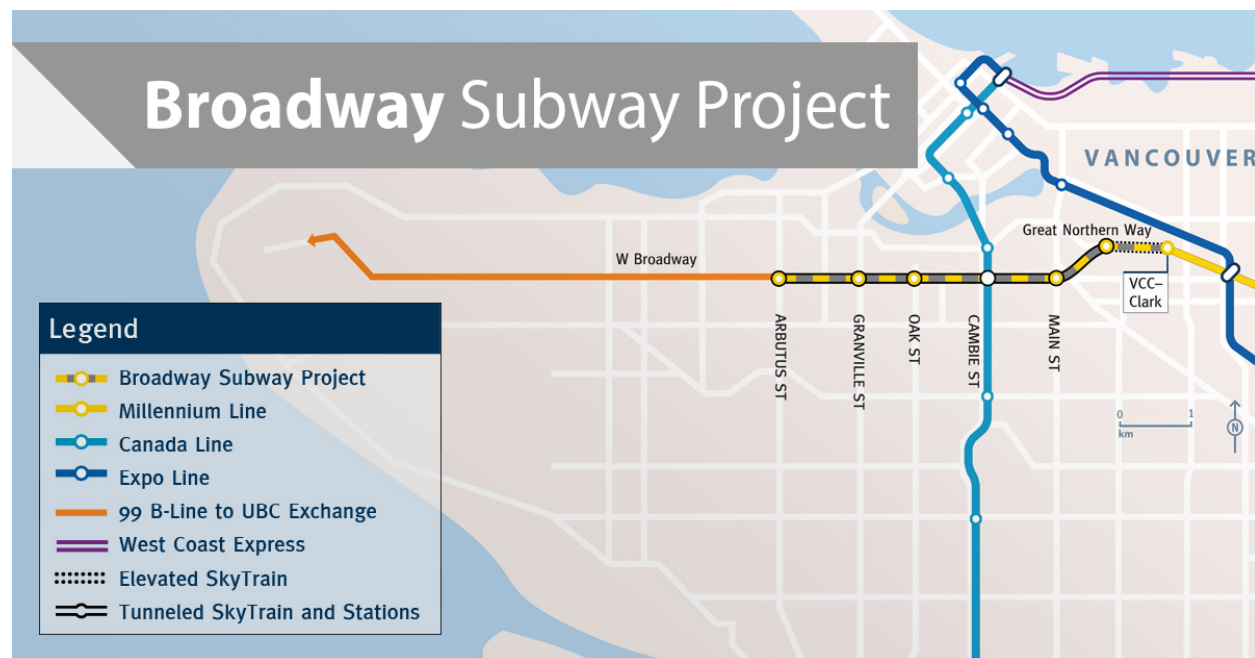 Broadway Subway Project
VANCOUVER
Great Northern Way
W Broadway
VCC–
Clark
ARBUTUS ST
GRANVILLE ST
OAK ST
CAMBIE ST
MAIN ST
0 1
km
N
Legend
Broadway Subway Project
Millennium Line
Canada Line
Expo Line
99 B-Line to UBC Exchange
West Coast Express
Elevated SkyTrain
Tunneled SkyTrain and Stations